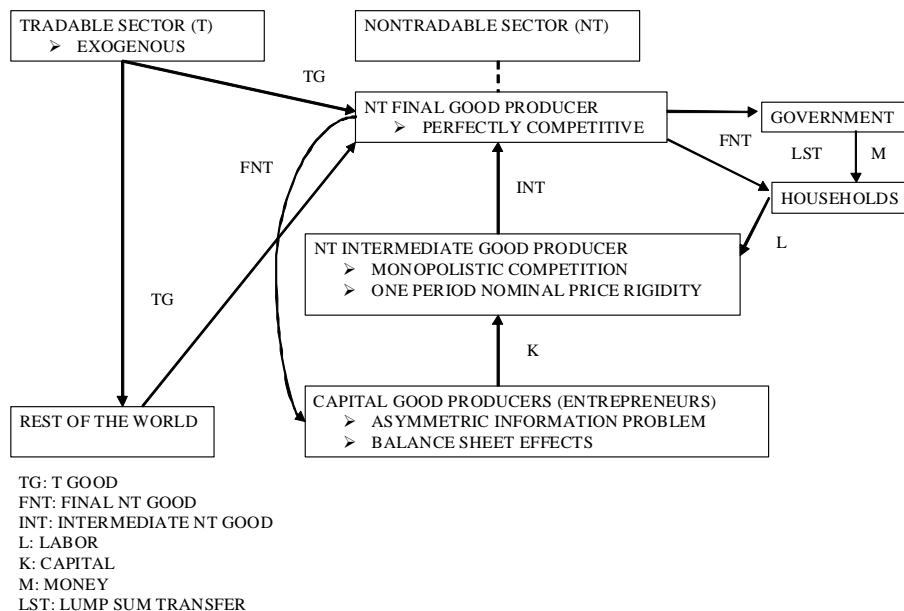 TRADABLE SECTOR (T)
➢ EXOGENOUS
NONTRADABLE SECTOR (NT)
TG
NT FINAL GOOD PRODUCER
➢ PERFECTLY COMPETITIVE
GOVERNMENT
FNT
LST
M
FNT
INT
HOUSEHOLDS
L
NT INTERMEDIATE GOOD PRODUCER
➢ MONOPOLISTIC COMPETITION
➢ ONE PERIOD NOMINAL PRICE RIGIDITY
TG
K
CAPITAL GOOD PRODUCERS (ENTREPRENEURS)
➢ ASYMMETRIC INFORMATION PROBLEM
➢ BALANCE SHEET EFFECTS
REST OF THE WORLD
TG: T GOOD
FNT: FINAL NT GOOD
INT: INTERMEDIATE NT GOOD
L: LABOR
K: CAPITAL
M: MONEY
LST: LUMP SUM TRANSFER